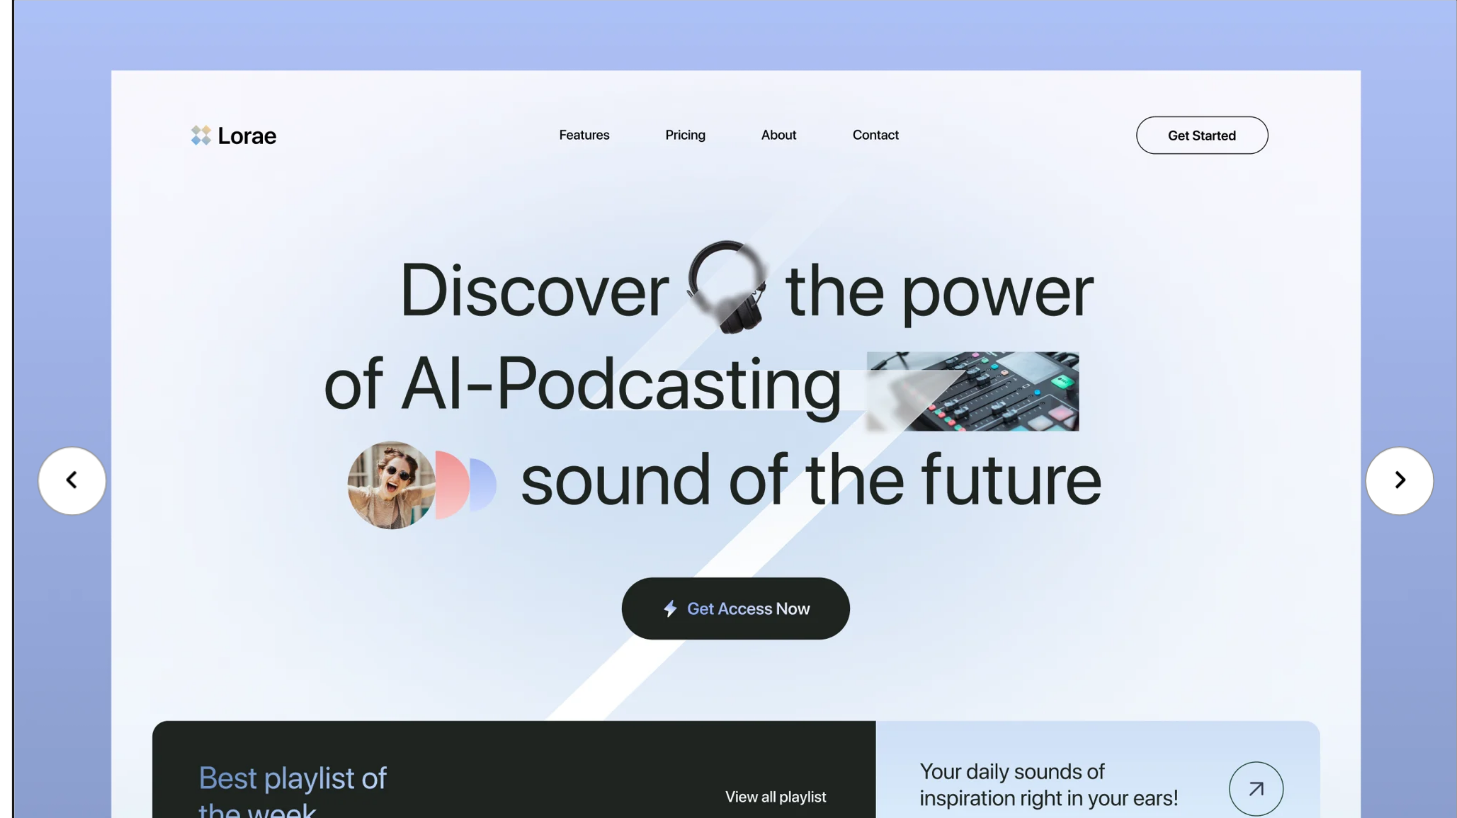 Lorae
Features
Pricing
About
Contact
Get Started
Discover the power
of AI-Podcasting
sound of the future
Get Access Now
Best playlist of
the week
View all playlist
Your daily sounds of
inspiration right in your ears!